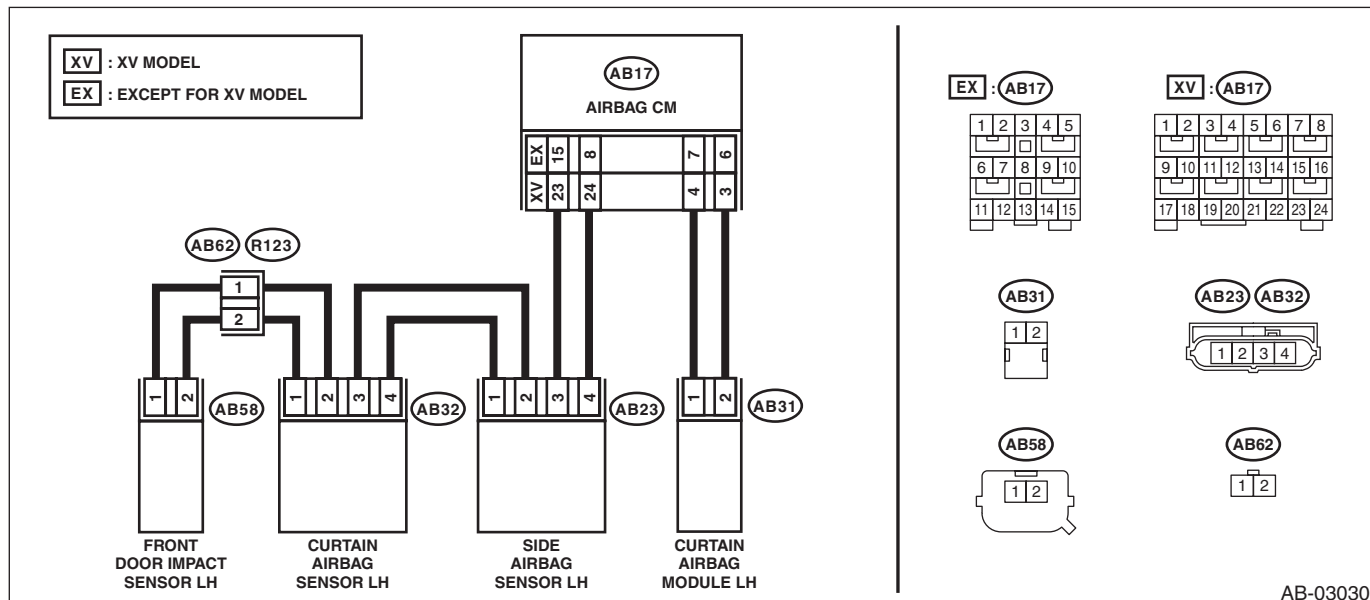 XV : XV MODEL
EX : EXCEPT FOR XV MODEL
AB17
AIRBAG CM
EX 15 8 7 6
XV 23 24 4 3
AB62 R123
1
2
1 2 AB58
1 2 3 4 AB32
1 2 3 4 AB23
1 2 AB31
FRONT
DOOR IMPACT
SENSOR LH
CURTAIN
AIRBAG
SENSOR LH
SIDE
AIRBAG
SENSOR LH
CURTAIN
AIRBAG
MODULE LH
EX : AB17
1 2 3 4 5
6 7 8 9 10
11 12 13 14 15
XV : AB17
1 2 3 4 5 6 7 8
9 10 11 12 13 14 15 16
17 18 19 20 21 22 23 24
AB31
1 2
AB23 AB32
1 2 3 4
AB58
1 2
AB62
1 2
AB-03030